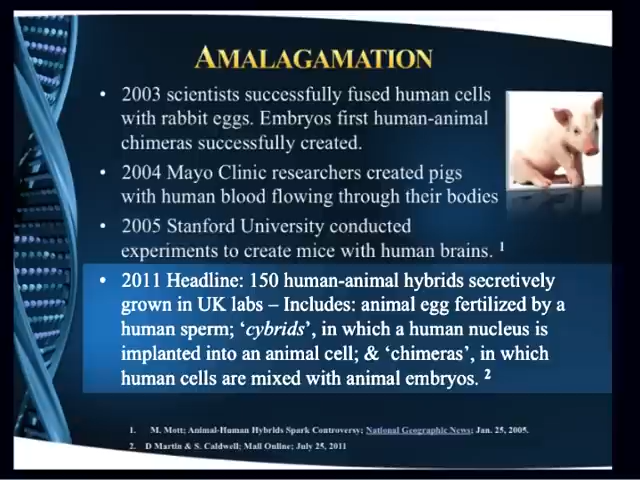 AMALAGAMATION
• 2003 scientists successfully fused human cells
with rabbit eggs. Embryos first human-animal
chimeras successfully created.
• 2004 Mayo Clinic researchers created pigs
with human blood flowing through their bodies
• 2005 Stanford University conducted
experiments to create mice with human brains. 1
• 2011 Headline: 150 human-animal hybrids secretively
grown in UK labs – Includes: animal egg fertilized by a
human sperm; ‘cybrids’, in which a human nucleus is
implanted into an animal cell; & ‘chimeras’, in which
human cells are mixed with animal embryos. 2
1. M. Mott; Animal-Human Hybrids Spark Controversy; National Geographic News; Jan. 25, 2005.
2. D Martin & S. Caldwell; Mail Online; July 25, 2011